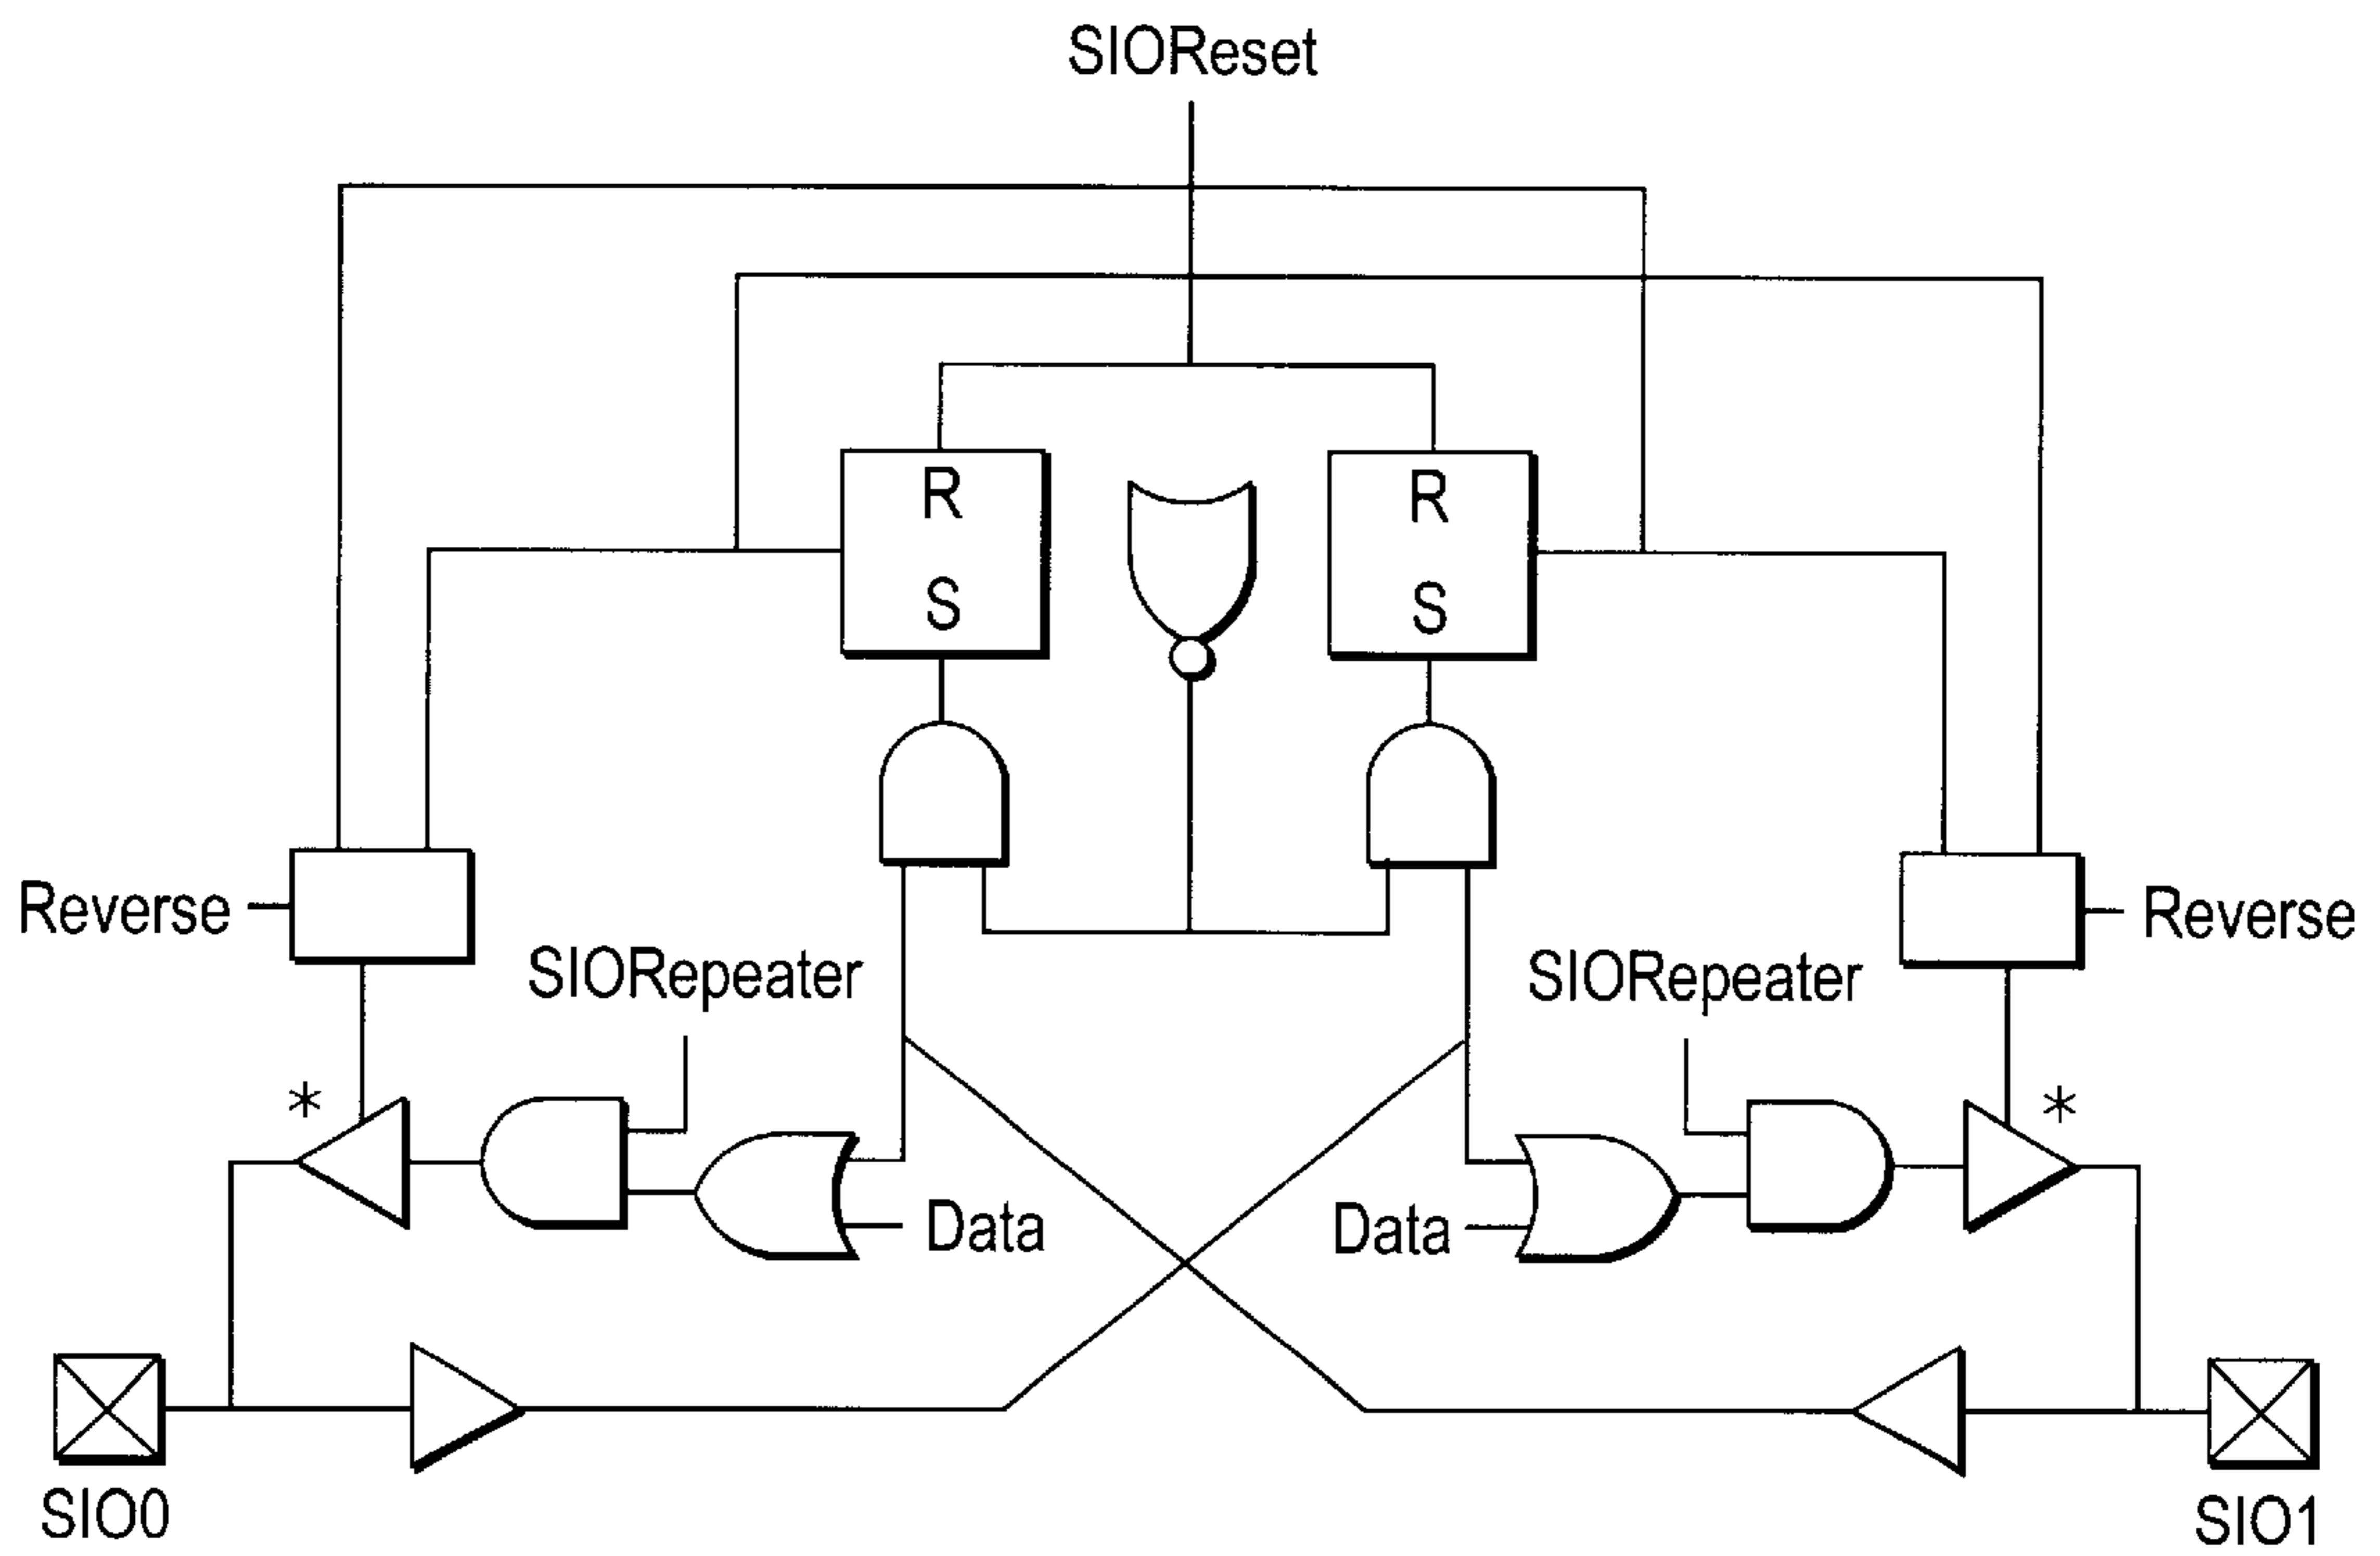 SIOReset
R
R
S
S
Reverse
Reverse
SIORepeater
SIORepeater
*
*
Data
Data
SIO0
SIO1